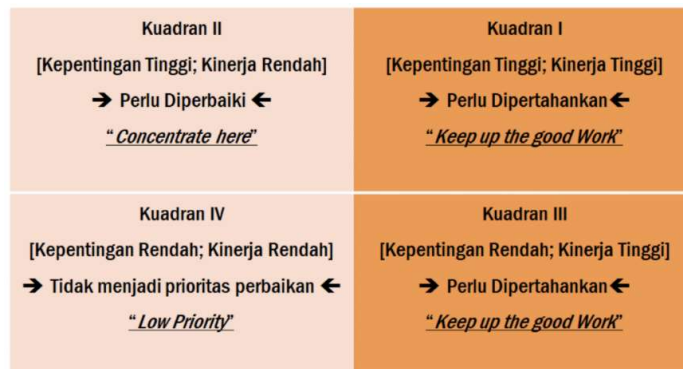 Kuadran II
[Kepentingan Tinggi; Kinerja Rendah]
➔ Perlu Diperbaiki 🡰
"Concentrate here"
Kuadran I
[Kepentingan Tinggi; Kinerja Tinggi]
➔ Perlu Dipertahankan 🡰
"Keep up the good Work"
Kuadran IV
[Kepentingan Rendah; Kinerja Rendah]
➔ Tidak menjadi prioritas perbaikan 🡰
"Low Priority"
Kuadran III
[Kepentingan Rendah; Kinerja Tinggi]
➔ Perlu Dipertahankan 🡰
"Keep up the good Work"